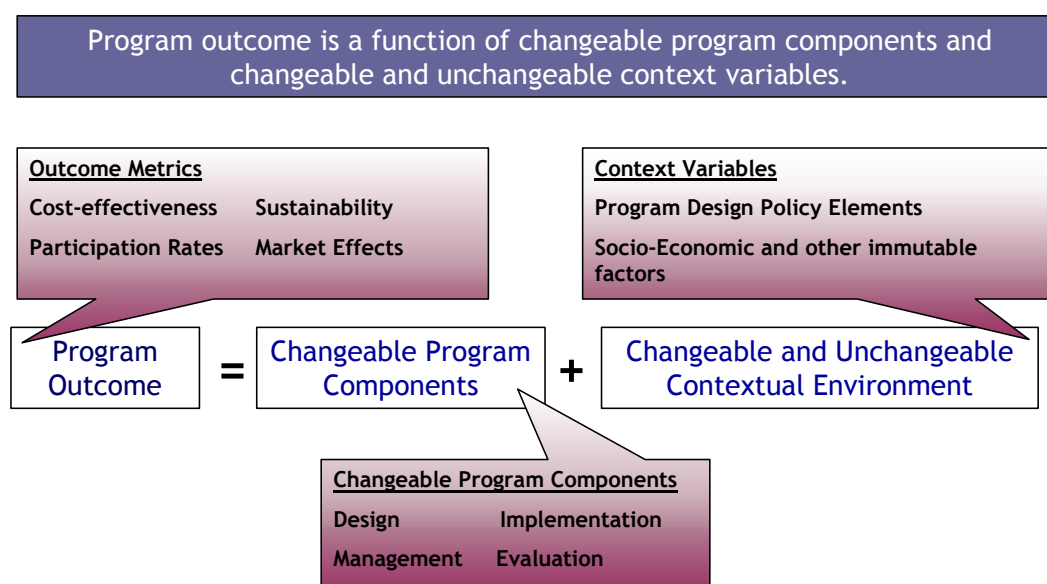 Program outcome is a function of changeable program components and
changeable and unchangeable context variables.
Outcome Metrics
Cost-effectiveness Sustainability
Participation Rates Market Effects
Context Variables
Program Design Policy Elements
Socio-Economic and other immutable
factors
Program
Outcome
=
Changeable Program
Components
+
Changeable and Unchangeable
Contextual Environment
Changeable Program Components
Design Implementation
Management Evaluation